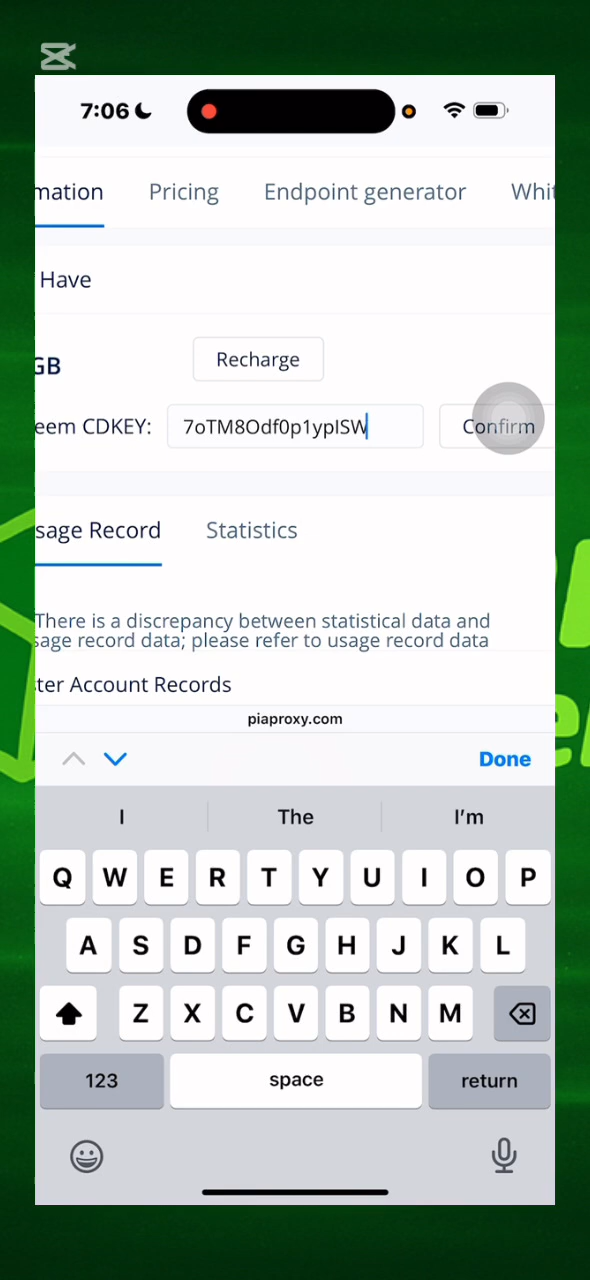 7:06
mation Pricing Endpoint generator Whit
Have
GB Recharge
eem CDKEY: 7oTM8Odf0p1ypISW Confirm
sage Record Statistics
There is a discrepancy between statistical data and
sage record data; please refer to usage record data
ter Account Records
piaproxy.com
Done
I The I'm
Q W E R T Y U I O P
A S D F G H J K L
Z X C V B N M
123 space return